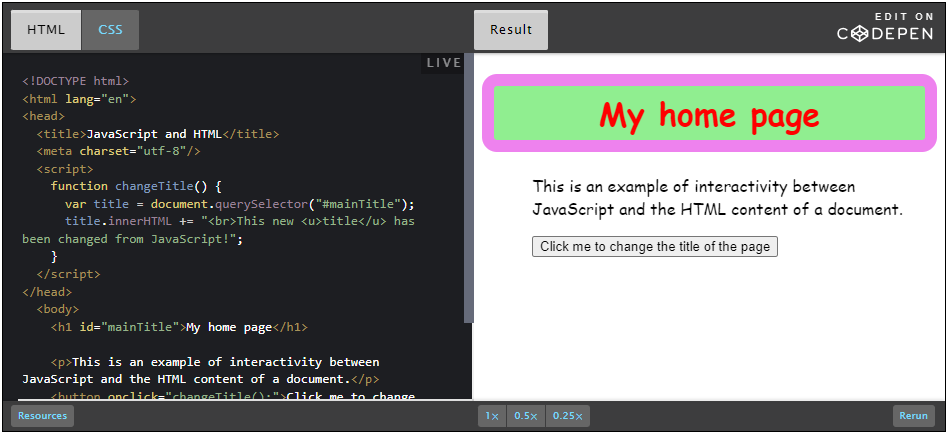 HTML CSS Result EDIT ON
CODEPEN
LIVE
<!DOCTYPE html>
<html lang="en">
<head>
<title>JavaScript and HTML</title>
<meta charset="utf-8"/>
<script>
function changeTitle() {
var title = document.querySelector("#mainTitle");
title.innerHTML += "<br>This new <u>title</u> has
been changed from JavaScript!";
}
</script>
</head>
<body>
<h1 id="mainTitle">My home page</h1>
<p>This is an example of interactivity between
JavaScript and the HTML content of a document.</p>
<button onclick="changeTitle();">Click me to change
My home page
This is an example of interactivity between
JavaScript and the HTML content of a document.
Click me to change the title of the page
Resources 1× 0.5× 0.25× Rerun